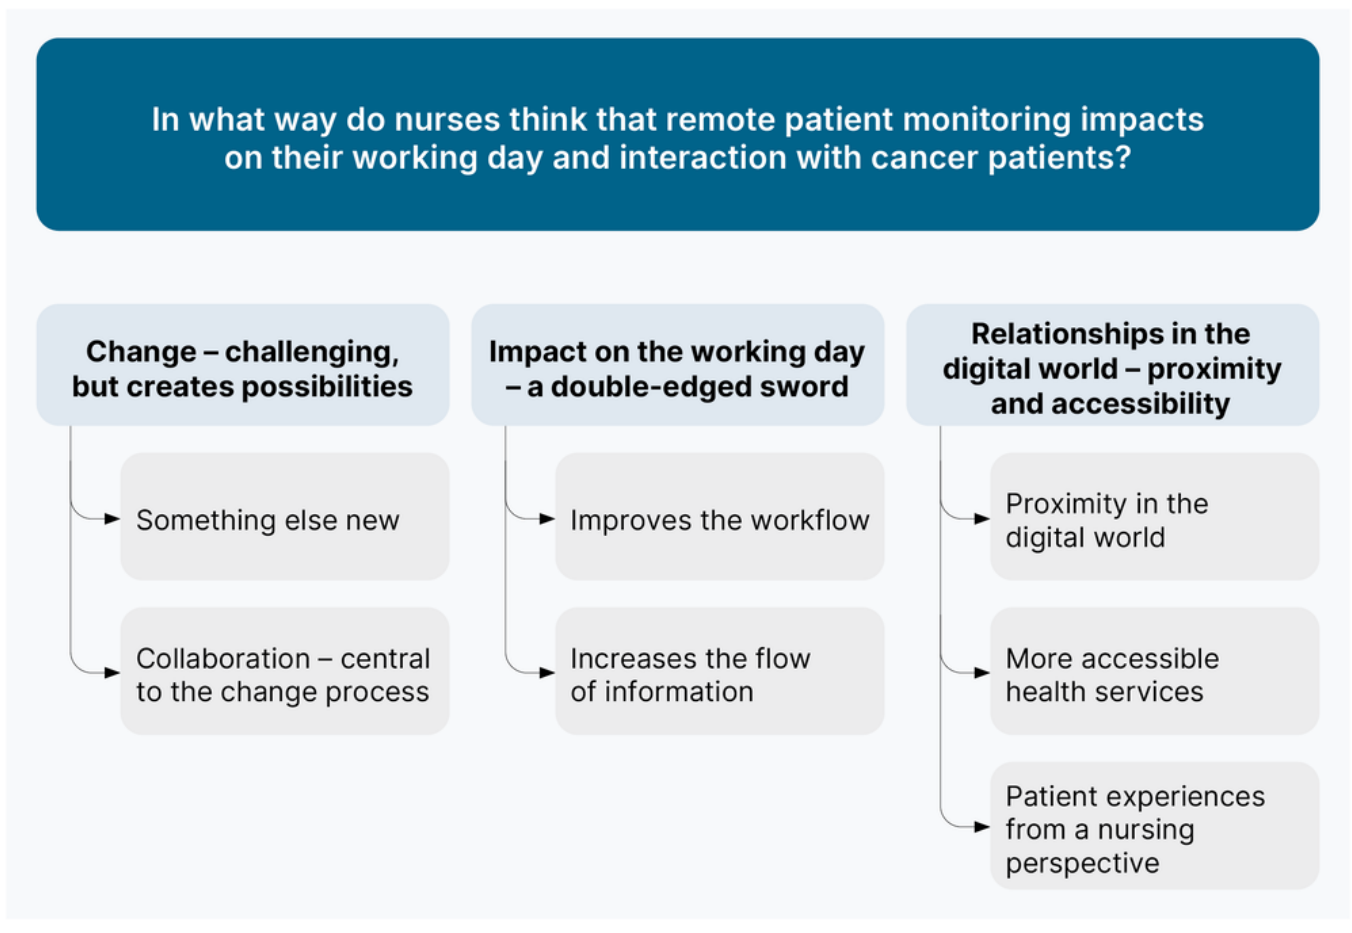 In what way do nurses think that remote patient monitoring impacts
on their working day and interaction with cancer patients?
Change – challenging,
but creates possibilities
Something else new
Collaboration – central
to the change process
Impact on the working day
– a double-edged sword
Improves the workflow
Increases the flow
of information
Relationships in the
digital world – proximity
and accessibility
Proximity in the
digital world
More accessible
health services
Patient experiences
from a nursing
perspective